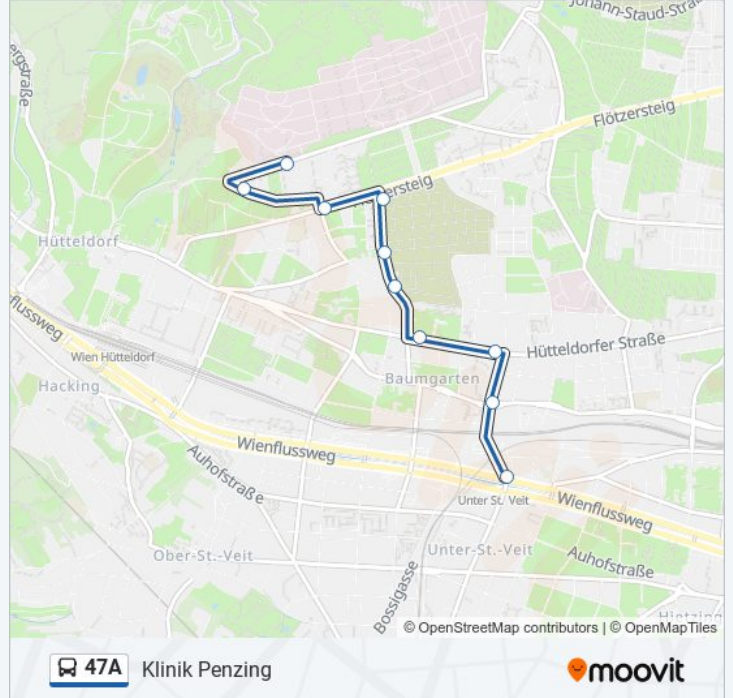 Johann-Staud-Straß
ergstraße
Flötzersteig
ersteig
Hütteldorf
flussweg
Wien Hütteldorf
Hütteldorfer Straße
Hacking
Baumgarten
Wienflussweg
Auhofstraße
Unter St. Veit
Wienflussweg
Ober-St.-Veit
Unter-St.-Veit
Auhofstraße
Bossigasse
Hietzing
© OpenStreetMap contributors | © OpenMapTiles
47A Klinik Penzing
moovit